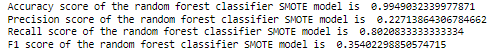 Accuracy score of the random forest classifier SMOTE model is  0.9949032339977871
Precision score of the random forest classifier SMOTE model is  0.22713864306784662
Recall score of the random forest classifier SMOTE model is  0.8020833333333334
F1 score of the random forest classifier SMOTE model is  0.35402298850574715